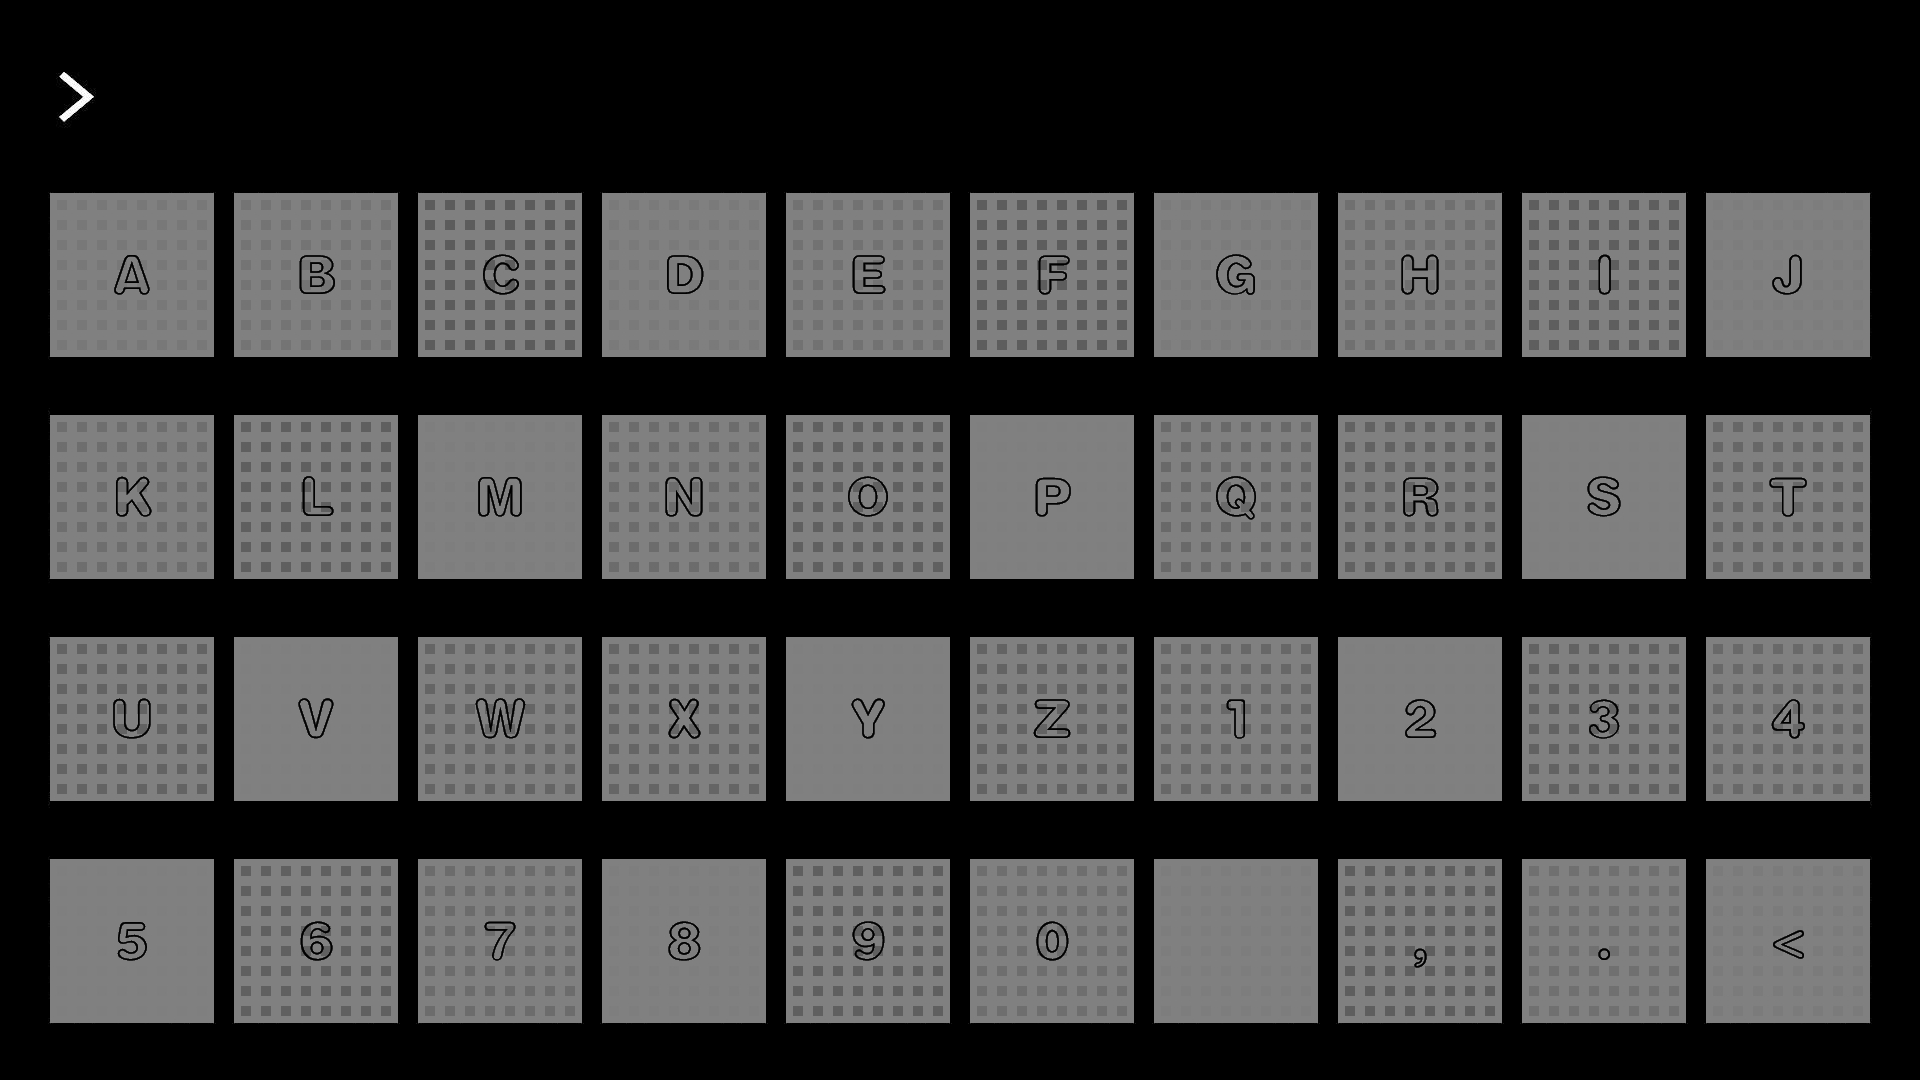 >
A B C D E F G H I J
K L M N O P Q R S T
U V W X Y Z 1 2 3 4
5 6 7 8 9 0 , . <